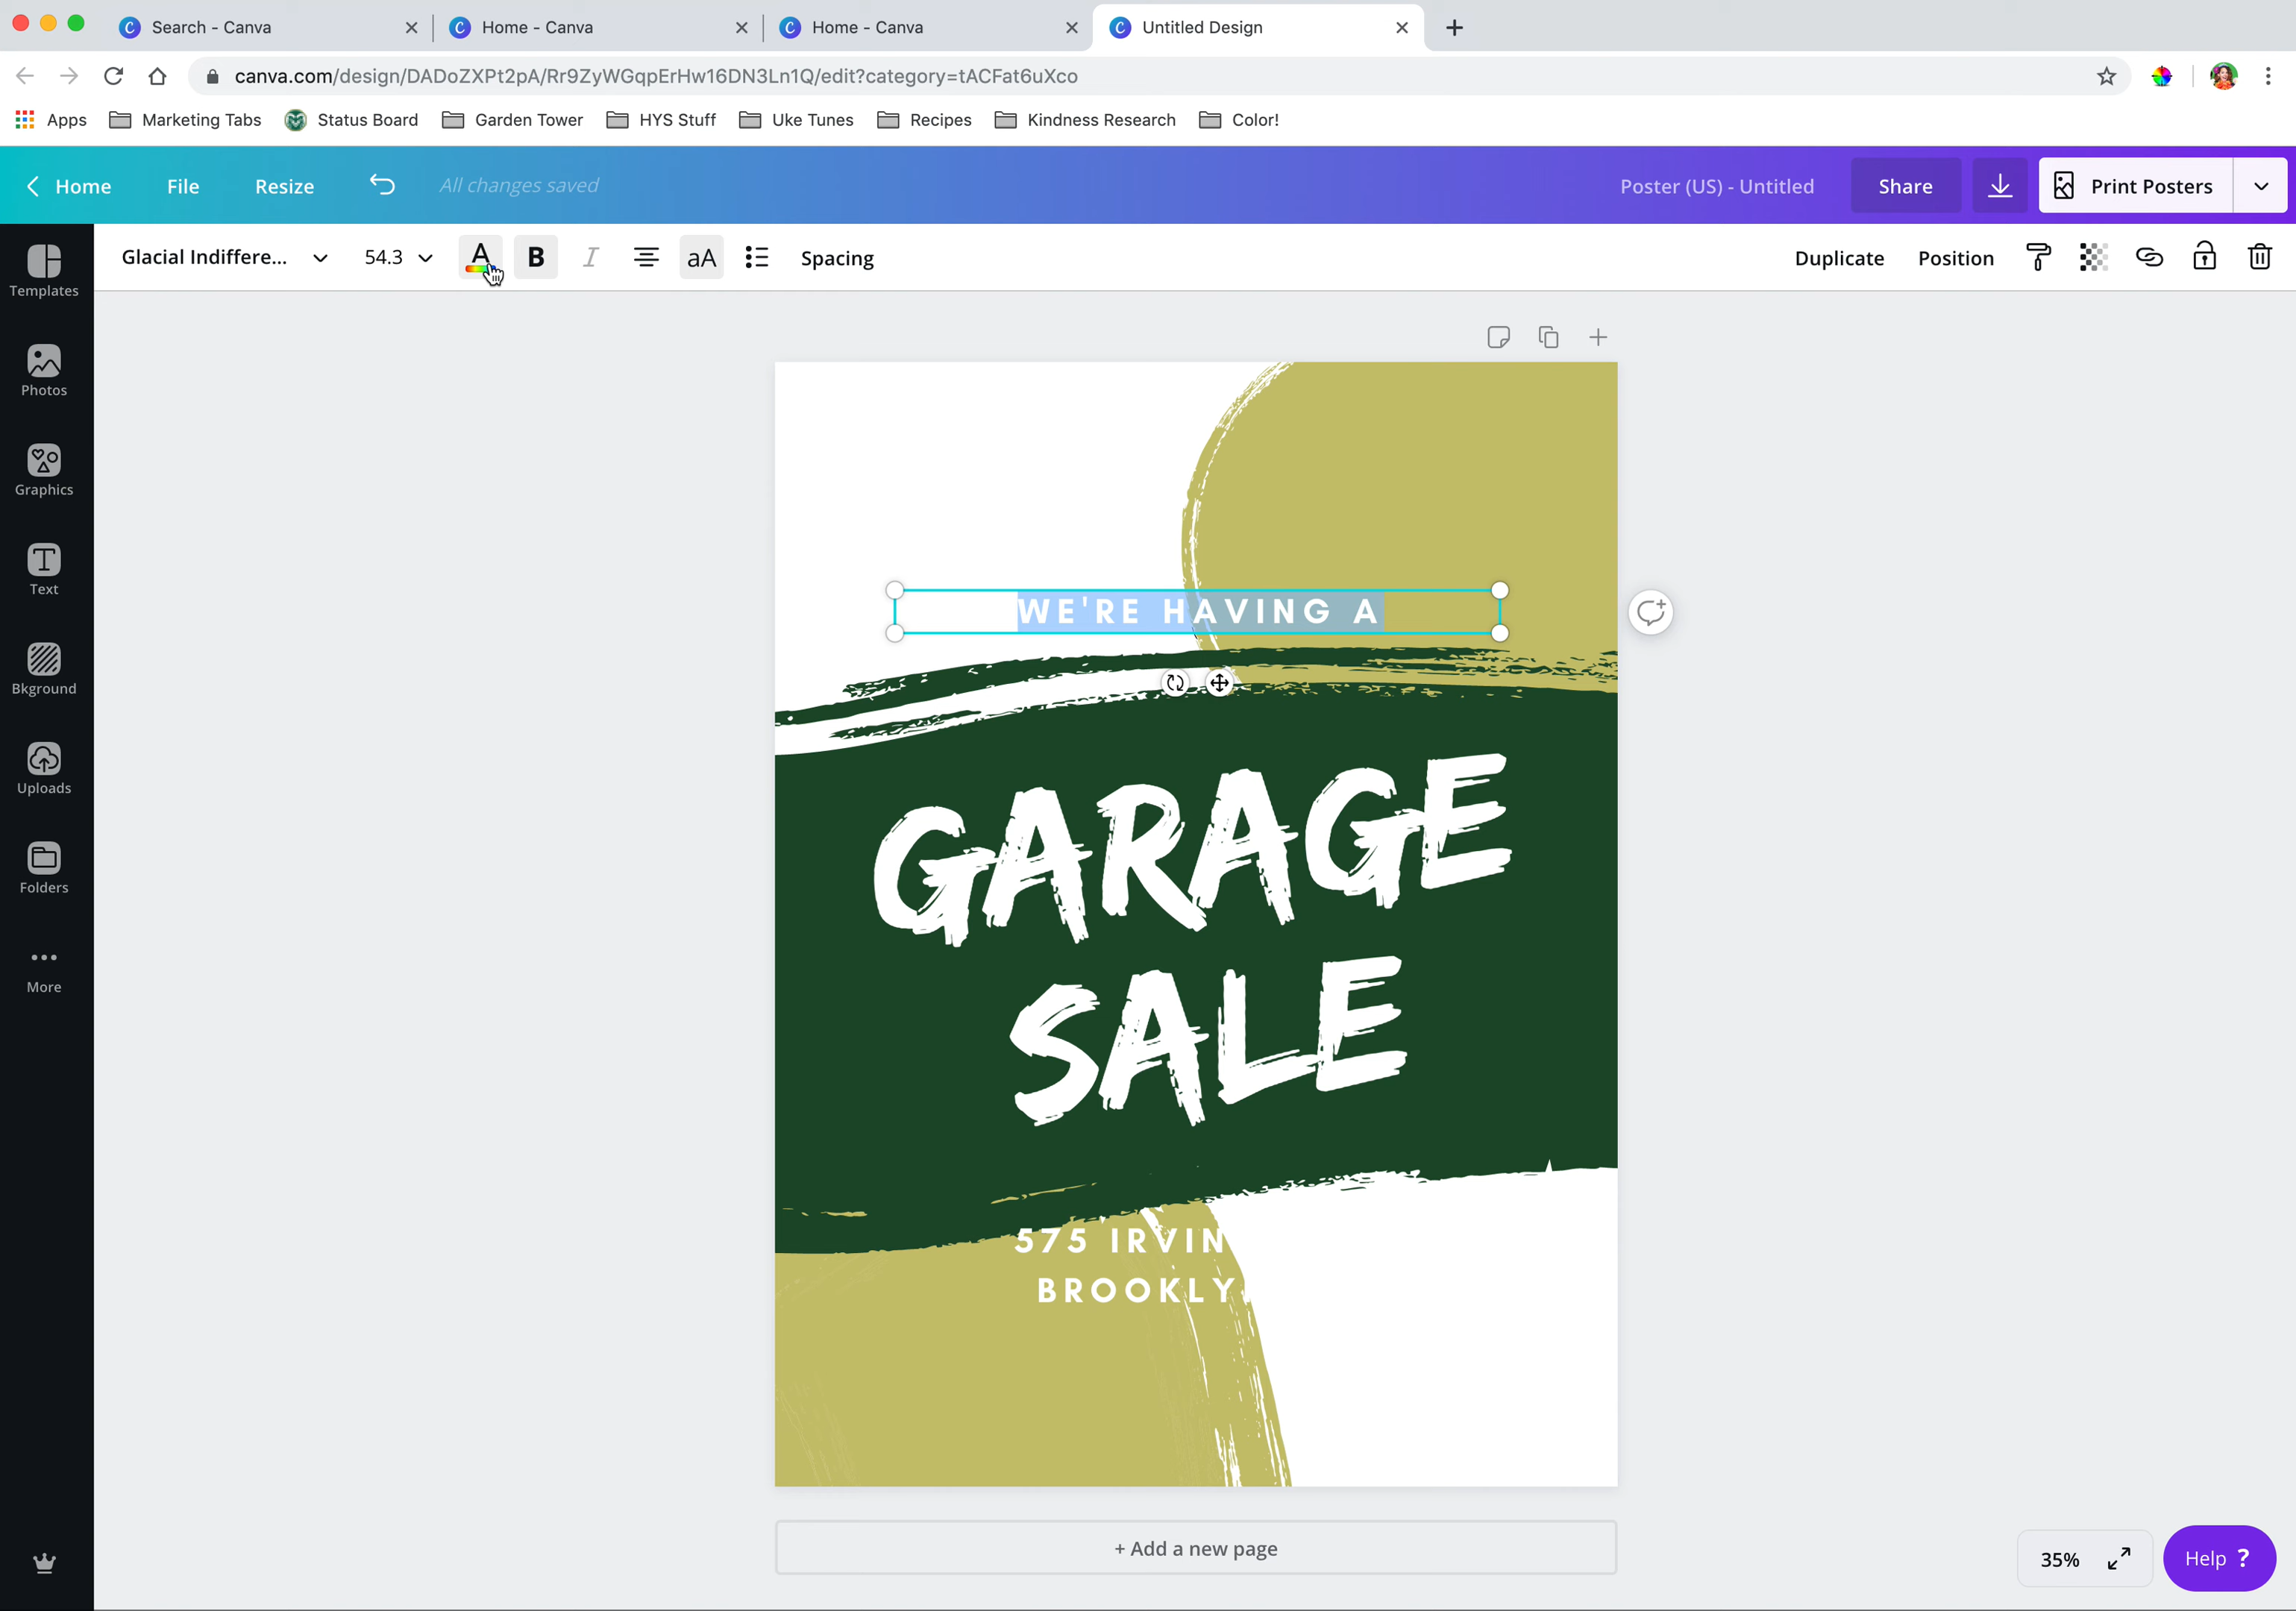 Search - Canva
Home - Canva
Home - Canva
Untitled Design
canva.com/design/DADoZXPt2pA/Rr9ZyWGqpErHw16DN3Ln1Q/edit?category=tACFat6uXco
Apps
Marketing Tabs
Status Board
Garden Tower
HYS Stuff
Uke Tunes
Recipes
Kindness Research
Color!
Home
File
Resize
All changes saved
Poster (US) - Untitled
Share
Print Posters
Glacial Indiffere...
54.3
A
B
I
aA
Spacing
Duplicate
Position
Templates
Photos
Graphics
T
Text
Bkground
Uploads
Folders
More
WE'RE HAVING A
GARAGE
SALE
575 IRVIN
BROOKLY
+ Add a new page
35%
Help ?